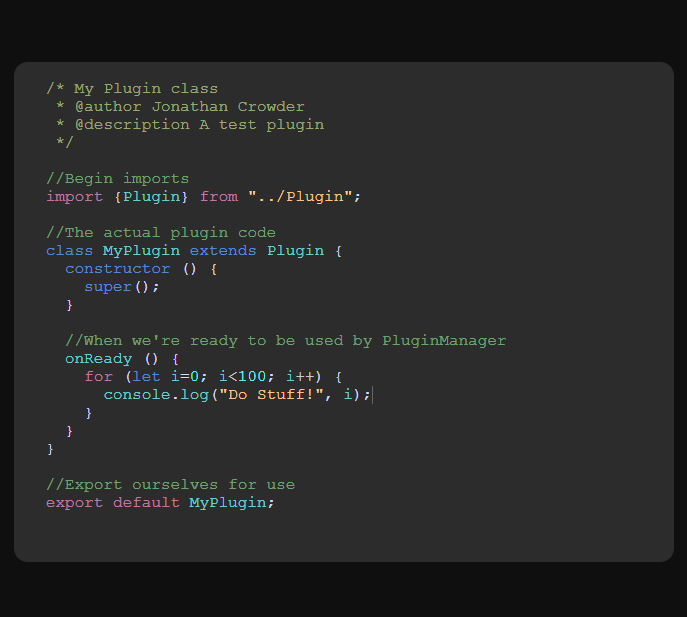 /* My Plugin class
 * @author Jonathan Crowder
 * @description A test plugin
 */
//Begin imports
import {Plugin} from "../Plugin";
//The actual plugin code
class MyPlugin extends Plugin {
  constructor () {
    super();
  }
  //When we're ready to be used by PluginManager
  onReady () {
    for (let i=0; i<100; i++) {
      console.log("Do Stuff!", i);
    }
  }
}
//Export ourselves for use
export default MyPlugin;